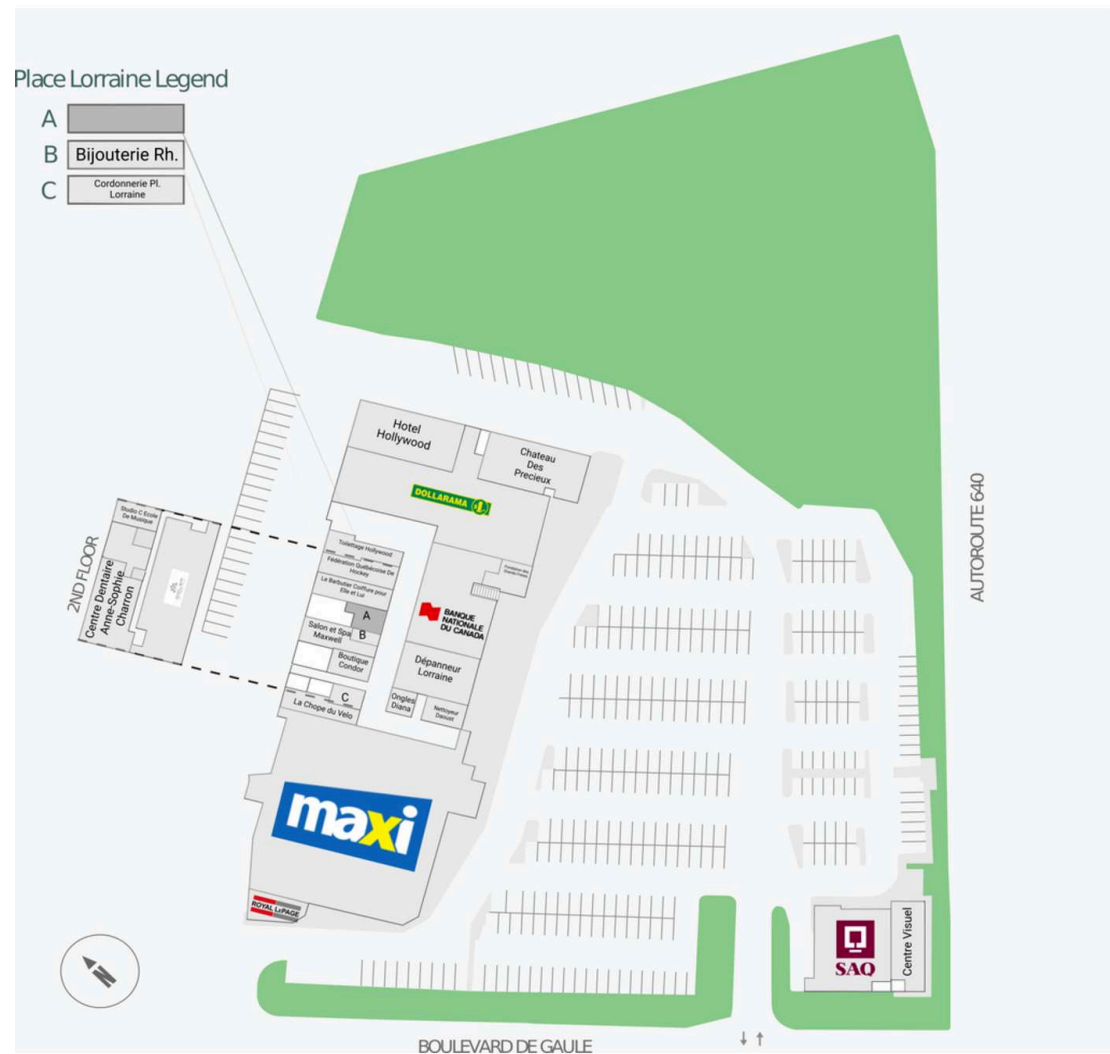 Place Lorraine Legend
A
B
Bijouterie Rh.
C
Cordonnerie Pl.
Lorraine
Hotel
Hollywood
Chateau
Des
Precieux
DOLLARAMA
AUTOROUTE 640
Studio C Ecole
De Musique
2ND FLOOR
Centre Dentaire
Anne-Sophie
Charron
Toilettage Hollywood
Fédération Québécoise De
Hockey
Le Barbutier Coiffure pour
Elle et Lui
A
B
Salon et Spa
Maxwell
Boutique
Condor
C
La Chope du Velo
BANQUE
NATIONALE
DU CANADA
Dépanneur
Lorraine
Ongles
Diana
Nettoyeur
Daoust
maxi
ROYAL LEPAGE
N
SAQ
Centre Visuel
BOULEVARD DE GAULE